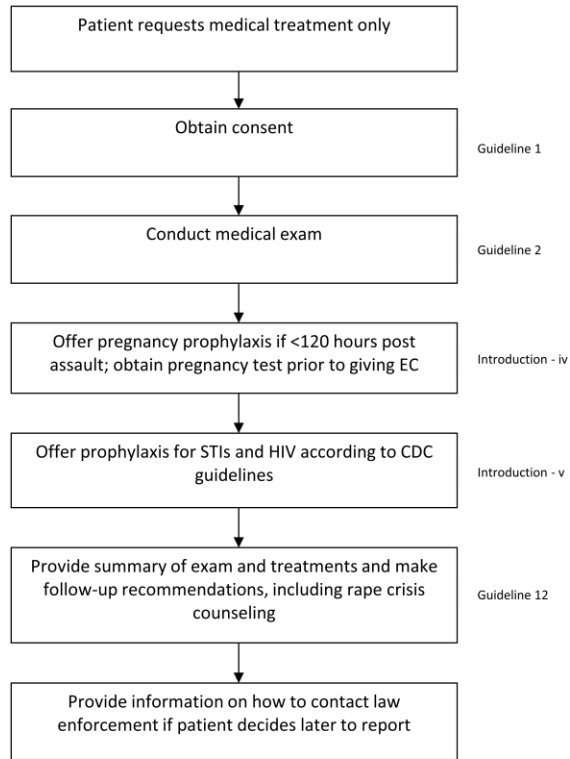 Patient requests medical treatment only
Obtain consent
Guideline 1
Conduct medical exam
Guideline 2
Offer pregnancy prophylaxis if <120 hours post
assault; obtain pregnancy test prior to giving EC
Introduction - iv
Offer prophylaxis for STIs and HIV according to CDC
guidelines
Introduction - v
Provide summary of exam and treatments and make
follow-up recommendations, including rape crisis
counseling
Guideline 12
Provide information on how to contact law
enforcement if patient decides later to report